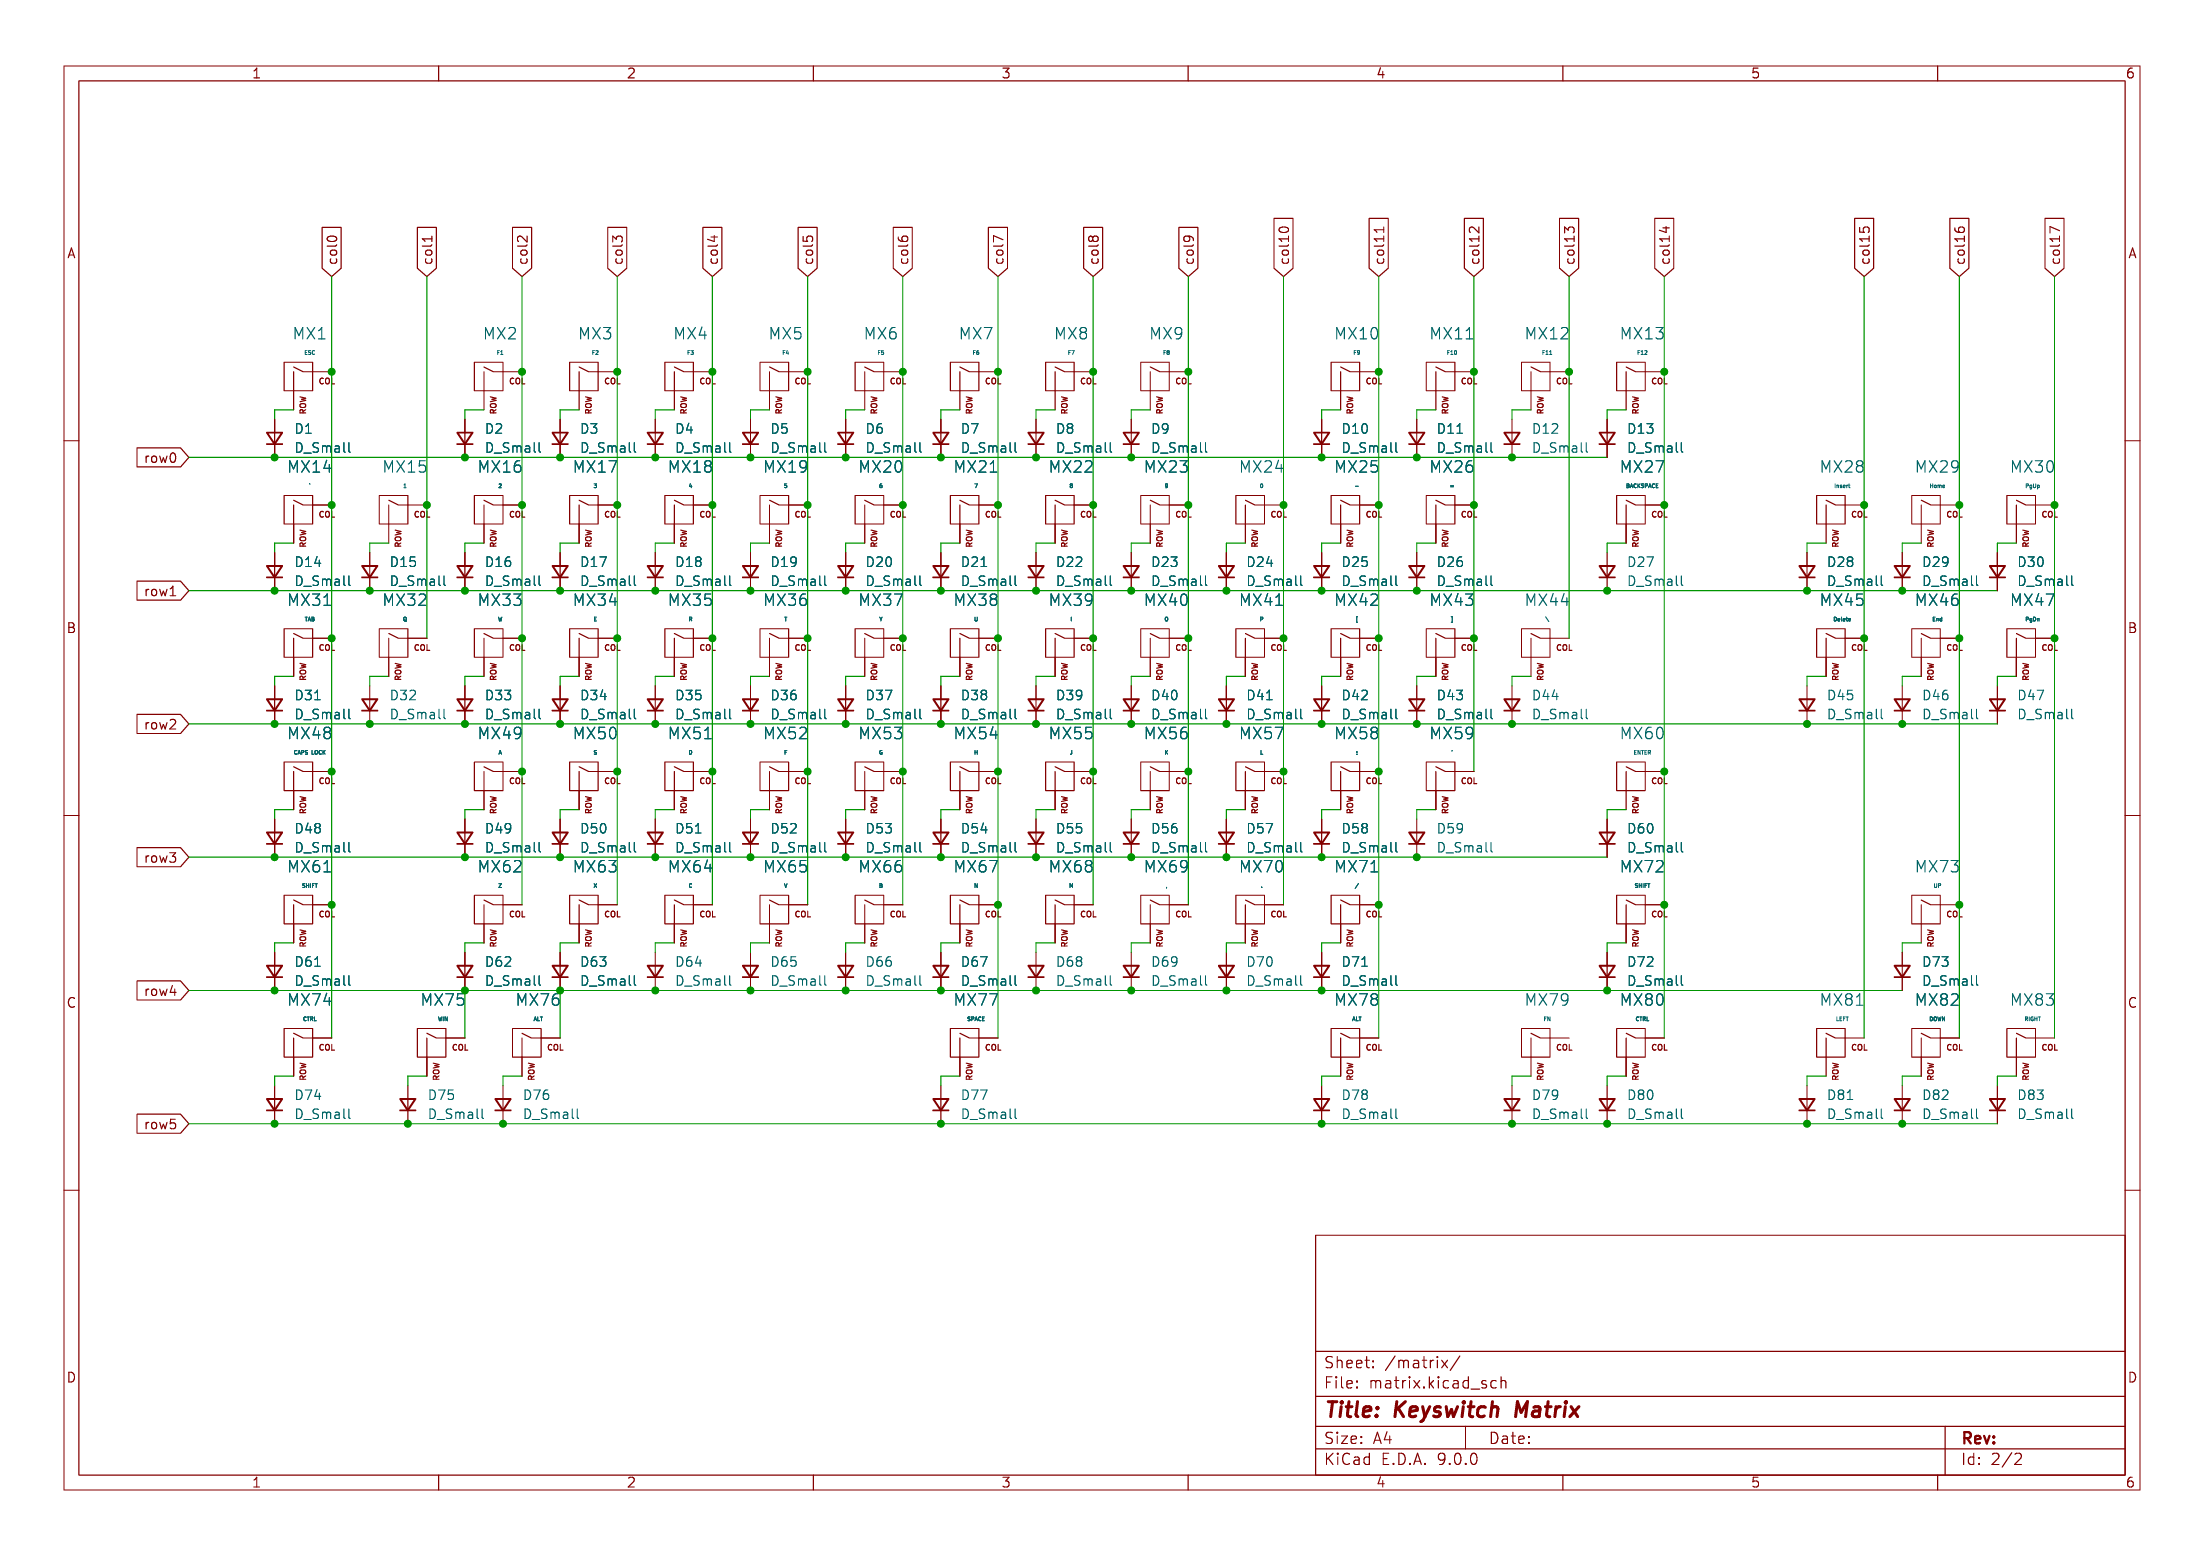 1 2 3 4 5 6
A A
col0 col1 col2 col3 col4 col5 col6 col7 col8 col9 col10 col11 col12 col13 col14 col15 col16 col17
MX1 MX2 MX3 MX4 MX5 MX6 MX7 MX8 MX9 MX10 MX11 MX12 MX13
ESC F1 F2 F3 F4 F5 F6 F7 F8 F9 F10 F11 F12
COL COL COL COL COL COL COL COL COL COL COL COL COL
ROW ROW ROW ROW ROW ROW ROW ROW ROW ROW ROW ROW ROW
D1 D2 D3 D4 D5 D6 D7 D8 D9 D10 D11 D12 D13
D_Small D_Small D_Small D_Small D_Small D_Small D_Small D_Small D_Small D_Small D_Small D_Small D_Small
row0
MX14 MX15 MX16 MX17 MX18 MX19 MX20 MX21 MX22 MX23 MX24 MX25 MX26 MX27 MX28 MX29 MX30
1 2 3 4 5 6 7 8 9 0 - = BACKSPACE Insert Home PgUp
COL COL COL COL COL COL COL COL COL COL COL COL COL COL COL COL COL
ROW ROW ROW ROW ROW ROW ROW ROW ROW ROW ROW ROW ROW ROW ROW ROW ROW
D14 D15 D16 D17 D18 D19 D20 D21 D22 D23 D24 D25 D26 D27 D28 D29 D30
D_Small D_Small D_Small D_Small D_Small D_Small D_Small D_Small D_Small D_Small D_Small D_Small D_Small D_Small D_Small D_Small D_Small
row1
MX31 MX32 MX33 MX34 MX35 MX36 MX37 MX38 MX39 MX40 MX41 MX42 MX43 MX44 MX45 MX46 MX47
B B
TAB Q W E R T Y U I O P [ ] \ Delete End PgDn
COL COL COL COL COL COL COL COL COL COL COL COL COL COL COL COL COL
ROW ROW ROW ROW ROW ROW ROW ROW ROW ROW ROW ROW ROW ROW ROW ROW ROW
D31 D32 D33 D34 D35 D36 D37 D38 D39 D40 D41 D42 D43 D44 D45 D46 D47
D_Small D_Small D_Small D_Small D_Small D_Small D_Small D_Small D_Small D_Small D_Small D_Small D_Small D_Small D_Small D_Small D_Small
row2
MX48 MX49 MX50 MX51 MX52 MX53 MX54 MX55 MX56 MX57 MX58 MX59 MX60
CAPS LOCK A S D F G H J K L ; ' ENTER
COL COL COL COL COL COL COL COL COL COL COL COL COL
ROW ROW ROW ROW ROW ROW ROW ROW ROW ROW ROW ROW ROW
D48 D49 D50 D51 D52 D53 D54 D55 D56 D57 D58 D59 D60
D_Small D_Small D_Small D_Small D_Small D_Small D_Small D_Small D_Small D_Small D_Small D_Small D_Small
row3
MX61 MX62 MX63 MX64 MX65 MX66 MX67 MX68 MX69 MX70 MX71 MX72 MX73
SHIFT Z X C V B N M , . / SHIFT UP
COL COL COL COL COL COL COL COL COL COL COL COL COL
ROW ROW ROW ROW ROW ROW ROW ROW ROW ROW ROW ROW ROW
D61 D62 D63 D64 D65 D66 D67 D68 D69 D70 D71 D72 D73
D_Small D_Small D_Small D_Small D_Small D_Small D_Small D_Small D_Small D_Small D_Small D_Small D_Small
row4
C C
MX74 MX75 MX76 MX77 MX78 MX79 MX80 MX81 MX82 MX83
CTRL WIN ALT SPACE ALT FN CTRL LEFT DOWN RIGHT
COL COL COL COL COL COL COL COL COL COL
ROW ROW ROW ROW ROW ROW ROW ROW ROW ROW
D74 D75 D76 D77 D78 D79 D80 D81 D82 D83
D_Small D_Small D_Small D_Small D_Small D_Small D_Small D_Small D_Small D_Small
row5
D D
Sheet: /matrix/
File: matrix.kicad_sch
Title: Keyswitch Matrix
Size: A4 Date: Rev:
KiCad E.D.A. 9.0.0 Id: 2/2
1 2 3 4 5 6